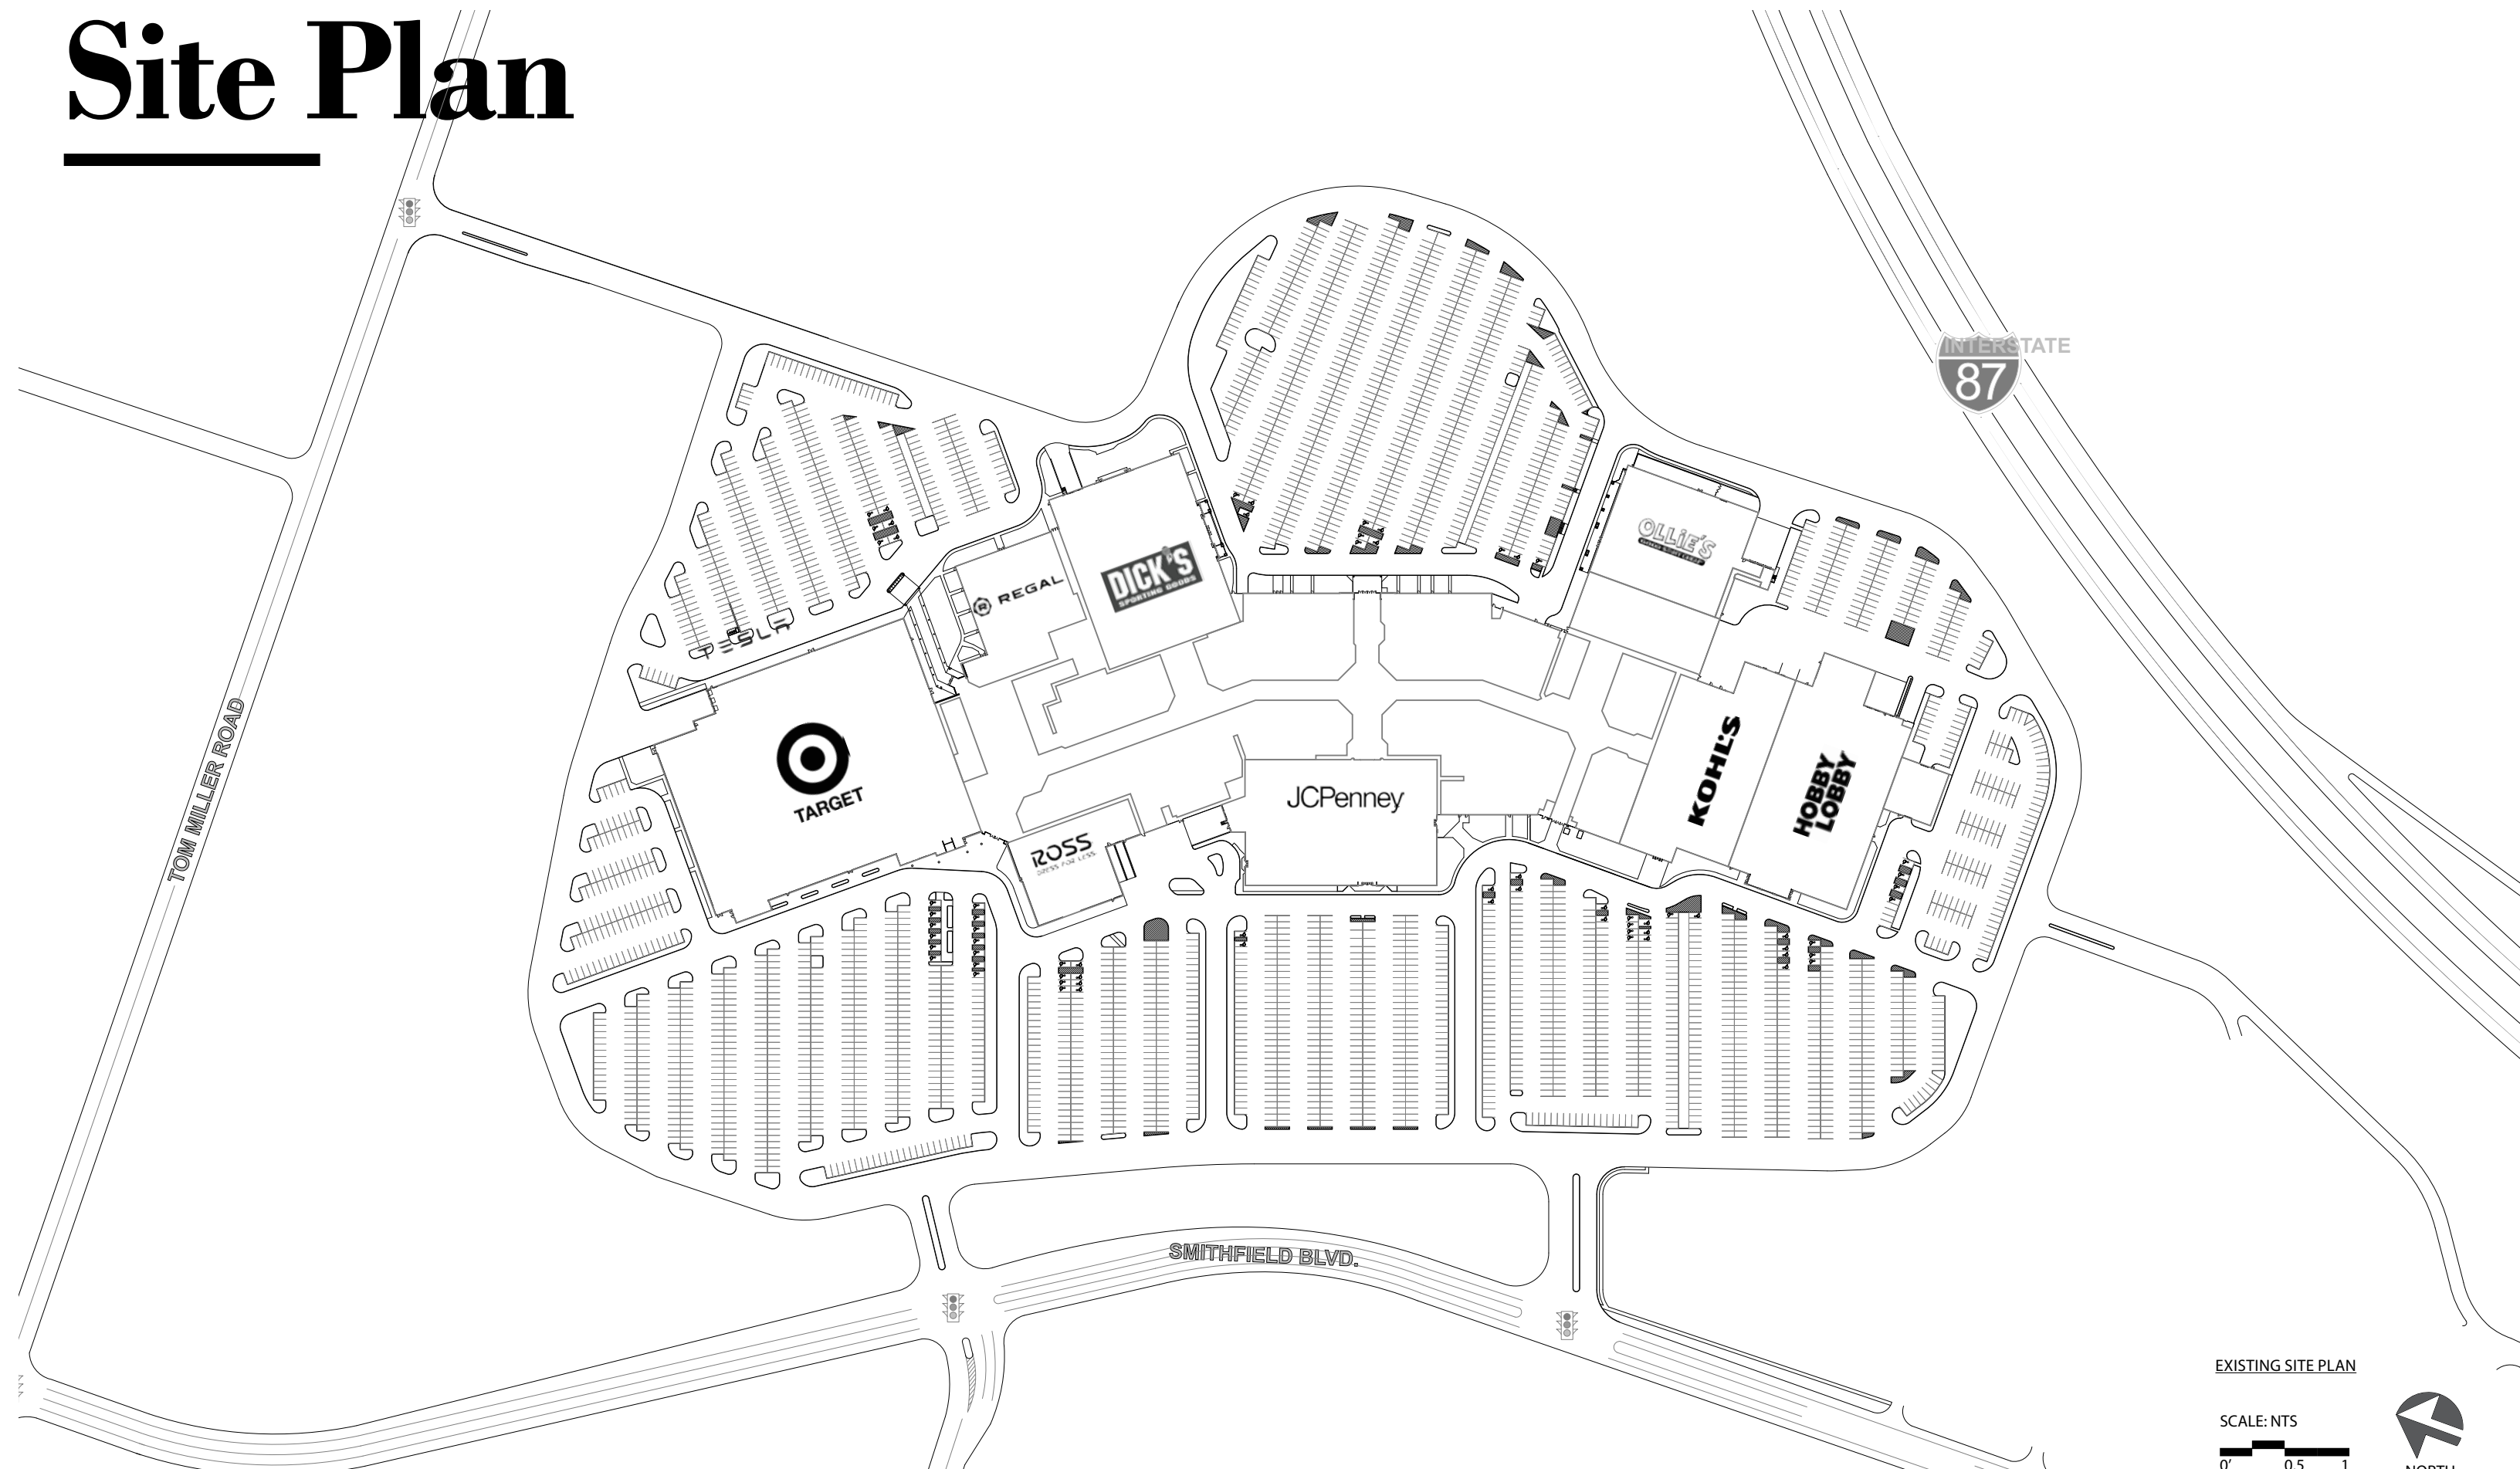 Site Plan
INTERSTATE
87
OLLIE'S
DICK'S
SPORTING GOODS
REGAL
TESLA
TOM MILLER ROAD
TARGET
KOHL'S
HOBBY
LOBBY
JCPenney
ROSS
DRESS FOR LESS
SMITHFIELD BLVD.
EXISTING SITE PLAN
SCALE: NTS
0' 0.5 1
NORTH